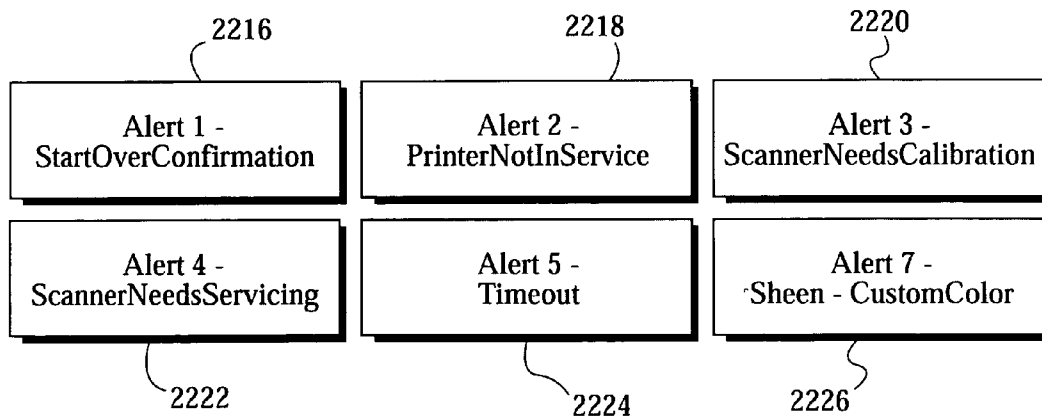 2216
2218
2220
Alert 1 -
StartOverConfirmation
Alert 2 -
PrinterNotInService
Alert 3 -
ScannerNeedsCalibration
Alert 4 -
ScannerNeedsServicing
Alert 5 -
Timeout
Alert 7 -
Sheen - CustomColor
2222
2224
2226